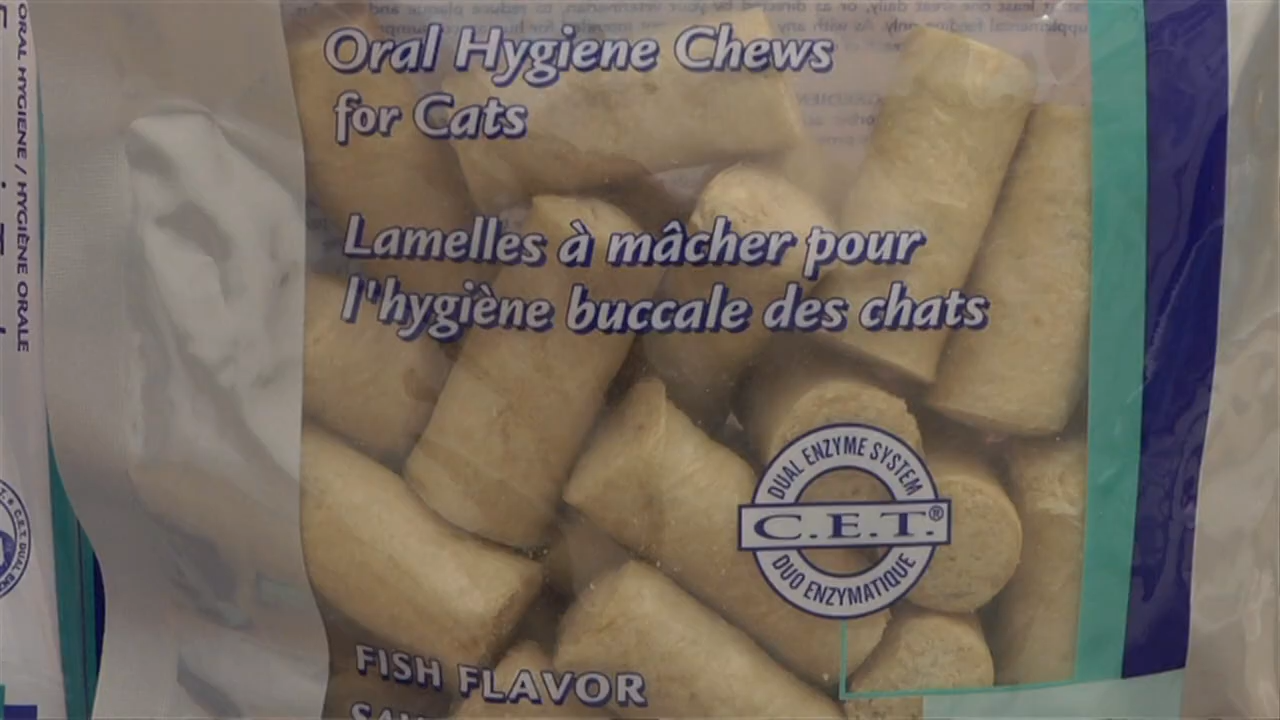 Oral Hygiene Chews
for Cats
Lamelles à mâcher pour
l'hygiène buccale des chats
DUAL ENZYME SYSTEM
C.E.T.®
DUO ENZYMATIQUE
FISH FLAVOR
ORAL HYGIENE / HYGIÈNE ORALE